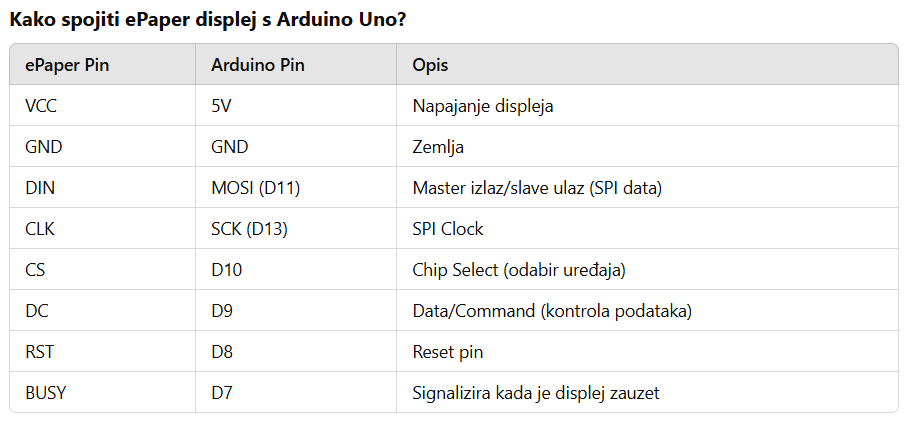 Kako spojiti ePaper displej s Arduino Uno?
ePaper Pin Arduino Pin Opis
VCC 5V Napajanje displeja
GND GND Zemlja
DIN MOSI (D11) Master izlaz/slave ulaz (SPI data)
CLK SCK (D13) SPI Clock
CS D10 Chip Select (odabir uređaja)
DC D9 Data/Command (kontrola podataka)
RST D8 Reset pin
BUSY D7 Signalizira kada je displej zauzet